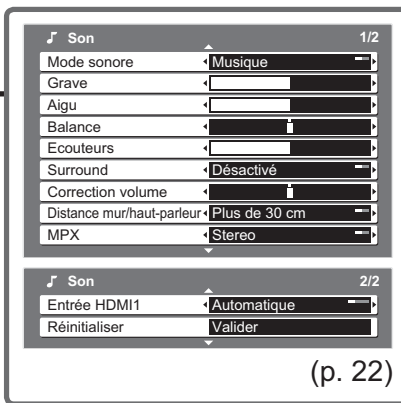 Son 1/2
Mode sonore Musique
Grave
Aigu
Balance
Ecouteurs
Surround Désactivé
Correction volume
Distance mur/haut-parleur Plus de 30 cm
MPX Stereo
Son 2/2
Entrée HDMI1 Automatique
Réinitialiser Valider
(p. 22)